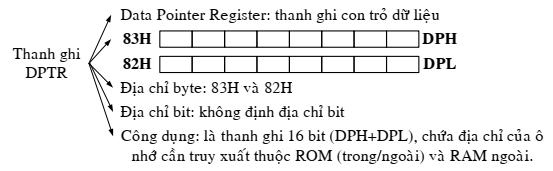 Data Pointer Register: thanh ghi con trỏ dữ liệu
83H DPH
Thanh ghi
DPTR
82H DPL
Địa chỉ byte: 83H và 82H
Địa chỉ bit: không định địa chỉ bit
Công dụng: là thanh ghi 16 bit (DPH+DPL), chứa địa chỉ của ô
nhớ cần truy xuất thuộc ROM (trong/ngoài) và RAM ngoài.